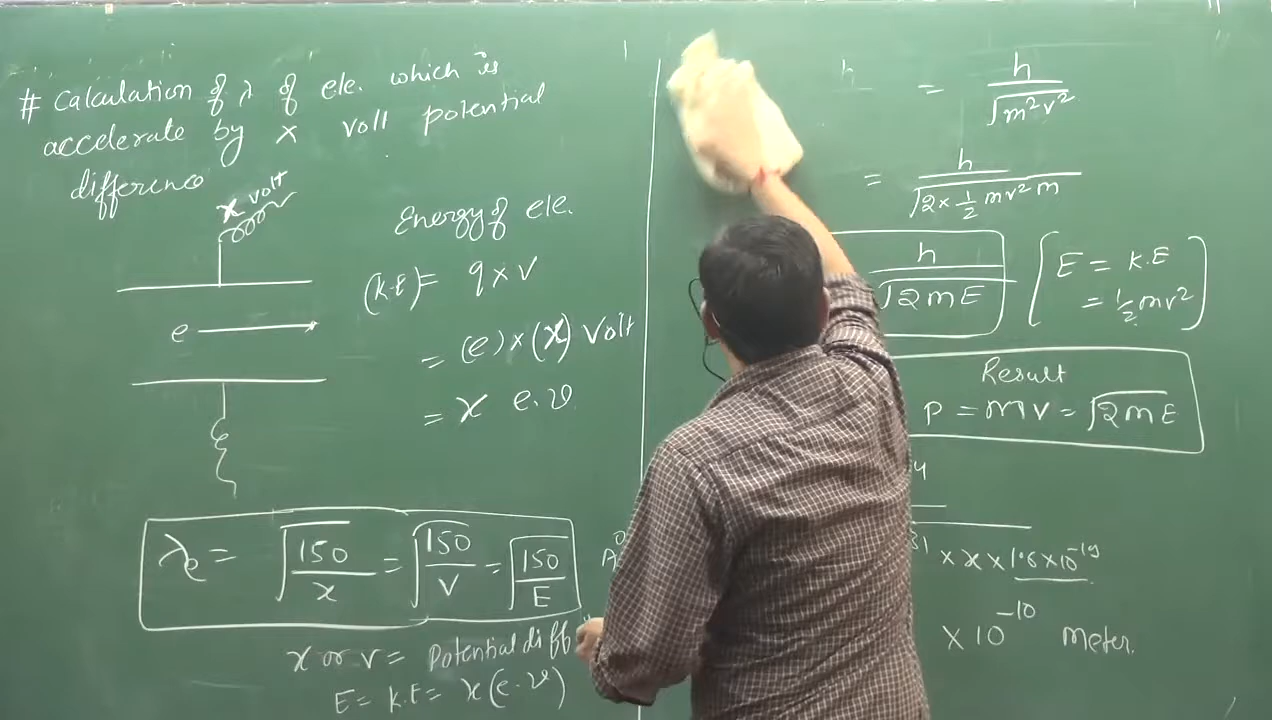 # Calculation of λ of ele. which is
accelerate by x volt potential
difference
x volt
e
Energy of ele.
(K.E) = q x v
= (e) x (x) volt
= x e.v
λe = √150/x = √150/V = √150/E A°
x or v = Potential diff
E = K.E = x (e.v)
h = h/√m²v²
= h/√2 x 1/2 mv² m
h/√2mE [E = K.E
= 1/2 mv²]
Result
P = mv = √2mE
x x x 1.6 x 10⁻¹⁹
x 10⁻¹⁰ meter.